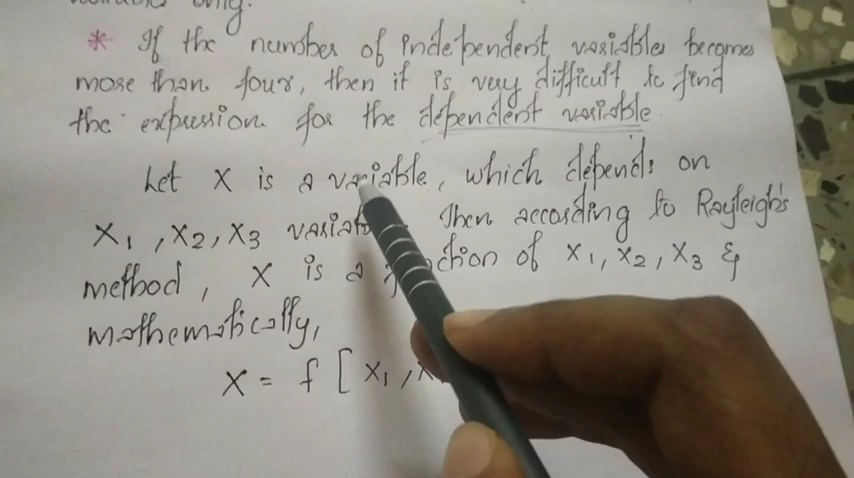 * If the number of independent variables becomes
more than four, then it is very difficult to find
the expression for the dependent variable.
Let X is a variable, which depends on
X1, X2, X3 Then according to Rayleigh's
method, X is a of X1, X2, X3 &
mathematically,
X = f [ X1,